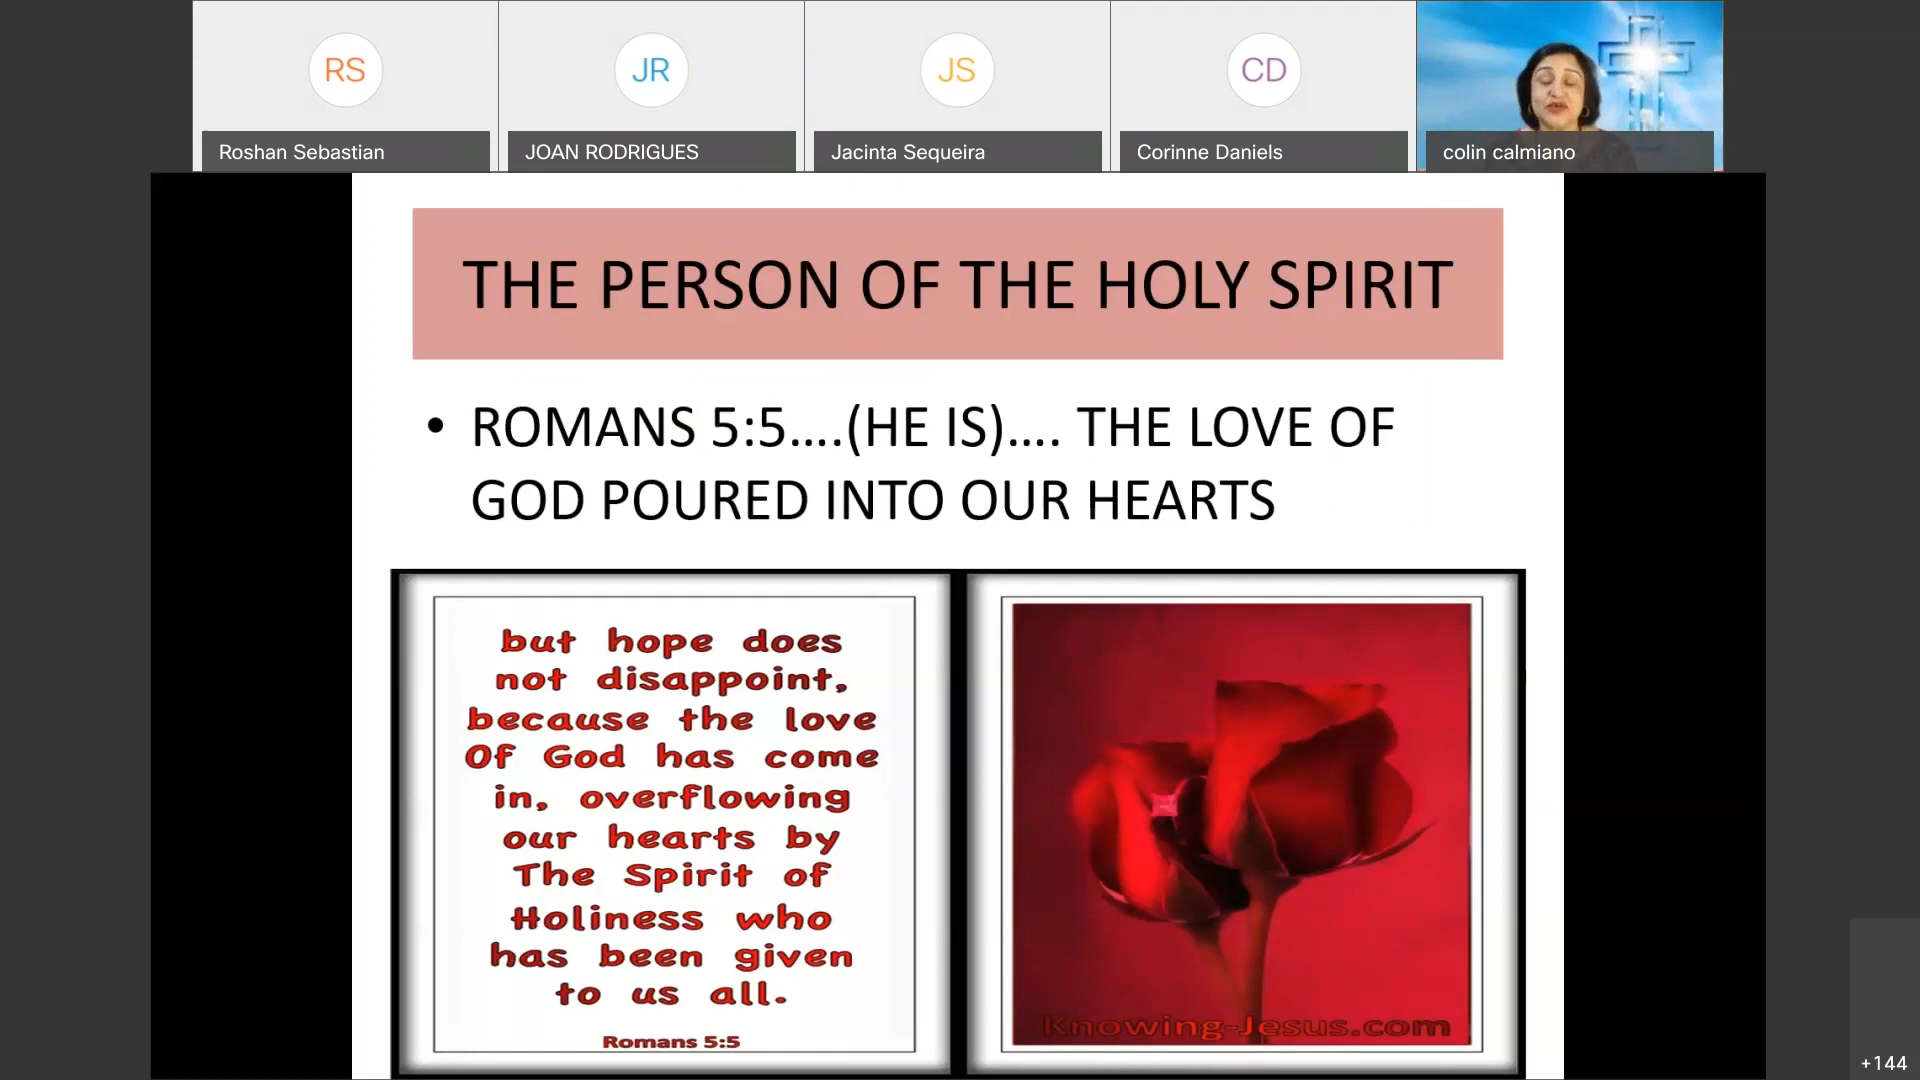 RS
JR
JS
CD
Roshan Sebastian
JOAN RODRIGUES
Jacinta Sequeira
Corinne Daniels
colin calmiano
THE PERSON OF THE HOLY SPIRIT
• ROMANS 5:5....(HE IS).... THE LOVE OF
GOD POURED INTO OUR HEARTS
but hope does
not disappoint,
because the love
Of God has come
in, overflowing
our hearts by
The Spirit of
Holiness who
has been given
to us all.
Romans 5:5
Knowing-Jesus.com
+144